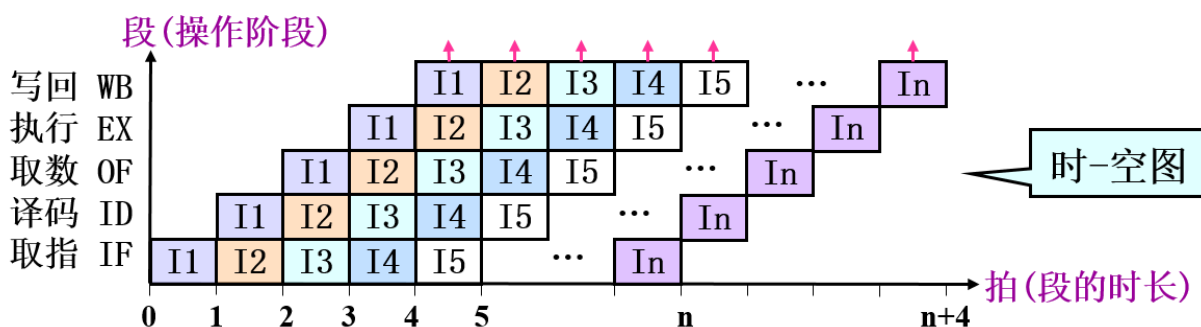 段(操作阶段)
写回 WB I1 I2 I3 I4 I5 … In
执行 EX I1 I2 I3 I4 I5 … In
取数 OF I1 I2 I3 I4 I5 … In
译码 ID I1 I2 I3 I4 I5 … In
取指 IF I1 I2 I3 I4 I5 … In
时-空图
拍(段的时长)
0 1 2 3 4 5 n n+4